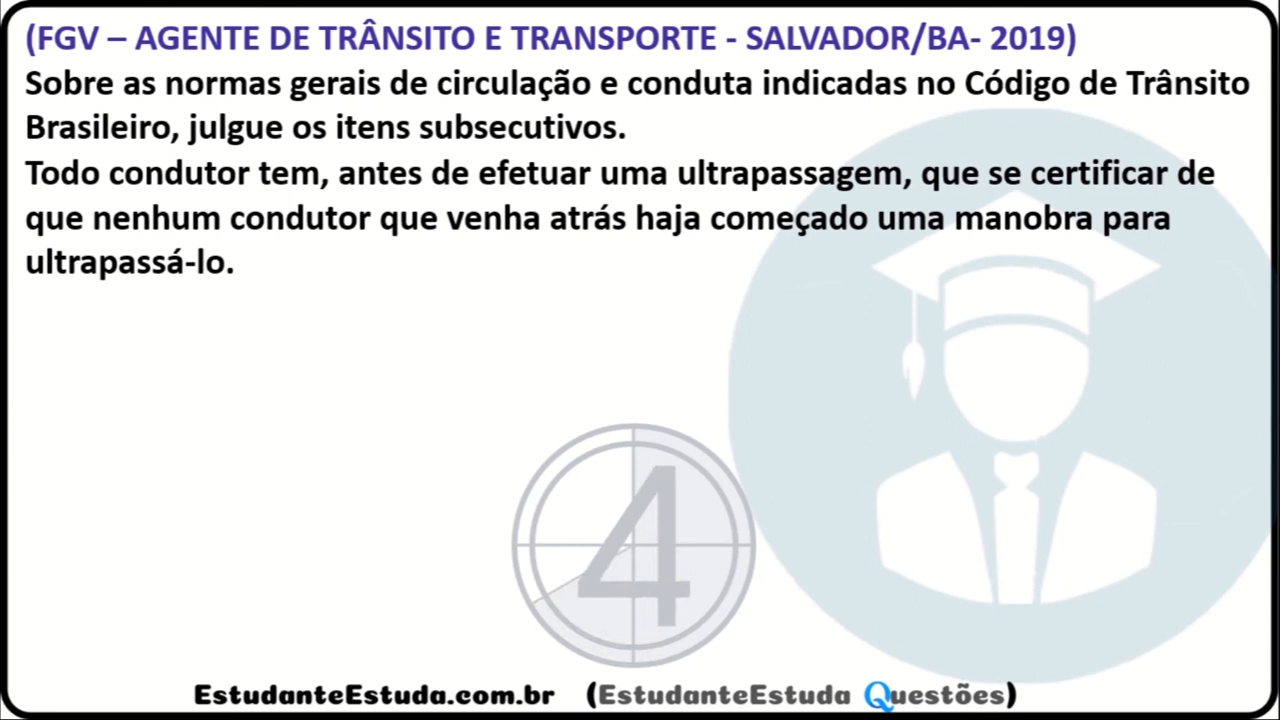 (FGV – AGENTE DE TRÂNSITO E TRANSPORTE - SALVADOR/BA- 2019)
Sobre as normas gerais de circulação e conduta indicadas no Código de Trânsito
Brasileiro, julgue os itens subsecutivos.
Todo condutor tem, antes de efetuar uma ultrapassagem, que se certificar de
que nenhum condutor que venha atrás haja começado uma manobra para
ultrapassá-lo.
4
EstudanteEstuda.com.br (EstudanteEstuda Questões)